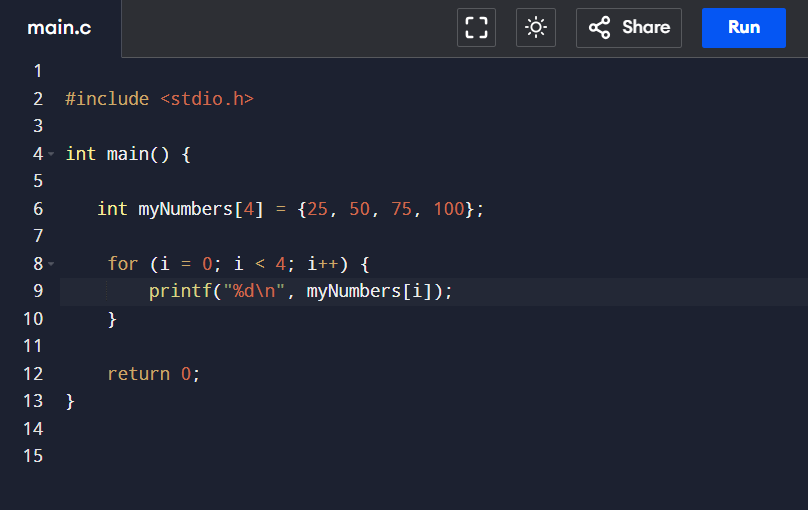 main.c Share Run
1
2 #include <stdio.h>
3
4 int main() {
5
6    int myNumbers[4] = {25, 50, 75, 100};
7
8     for (i = 0; i < 4; i++) {
9         printf("%d\n", myNumbers[i]);
10     }
11
12     return 0;
13 }
14
15